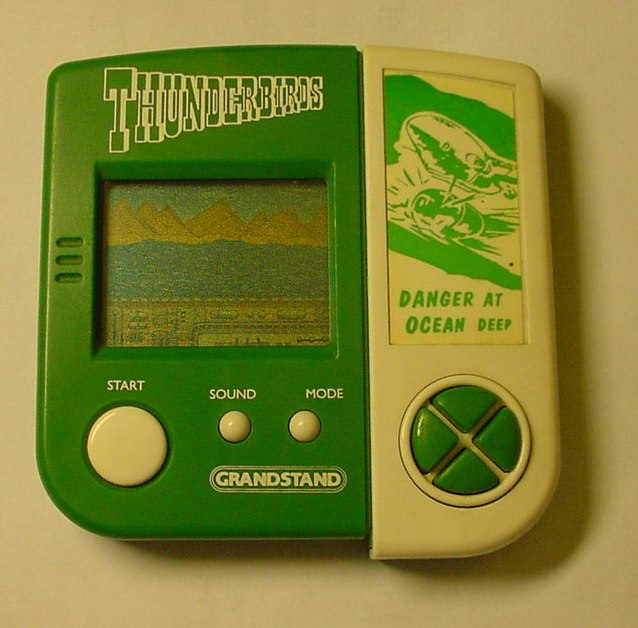 THUNDERBIRDS
DANGER AT
OCEAN DEEP
START
SOUND
MODE
GRANDSTAND